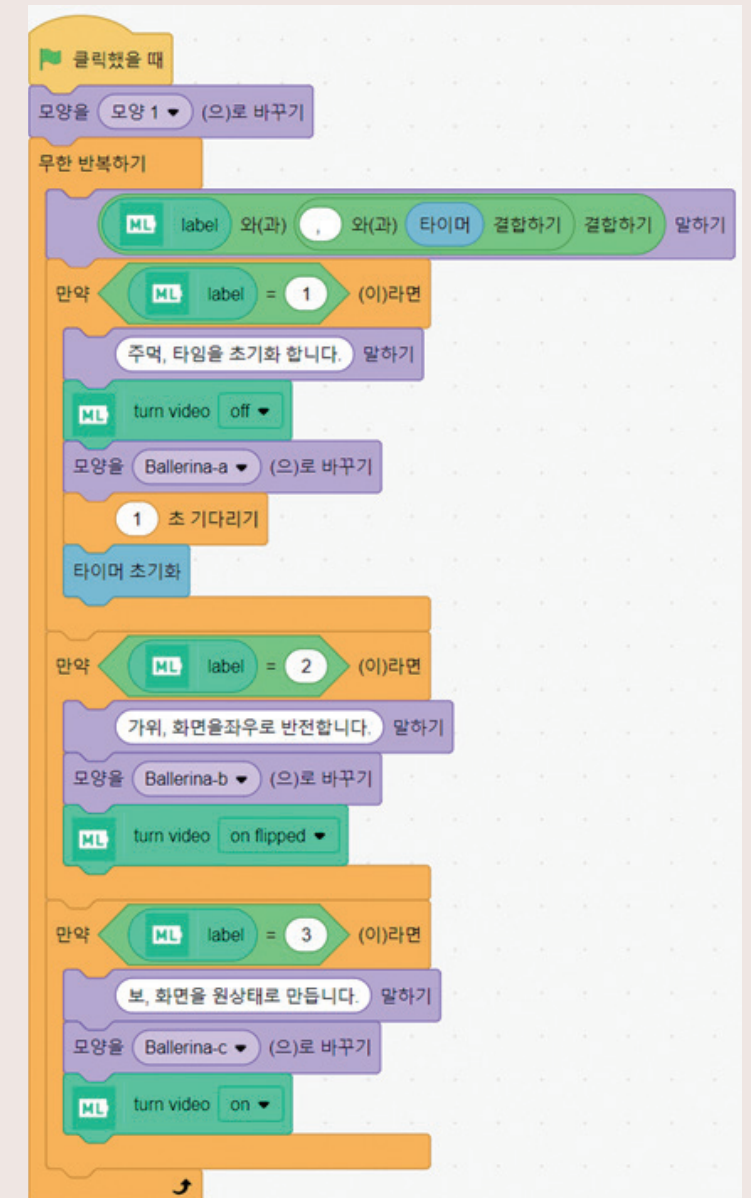 클릭했을 때
모양을 모양 1 (으)로 바꾸기
무한 반복하기
ML label 와(과) , 와(과) 타이머 결합하기 결합하기 말하기
만약 ML label = 1 (이)라면
주먹, 타임을 초기화 합니다. 말하기
ML turn video off
모양을 Ballerina-a (으)로 바꾸기
1 초 기다리기
타이머 초기화
만약 ML label = 2 (이)라면
가위, 화면을좌우로 반전합니다. 말하기
모양을 Ballerina-b (으)로 바꾸기
ML turn video on flipped
만약 ML label = 3 (이)라면
보, 화면을 원상태로 만듭니다. 말하기
모양을 Ballerina-c (으)로 바꾸기
ML turn video on